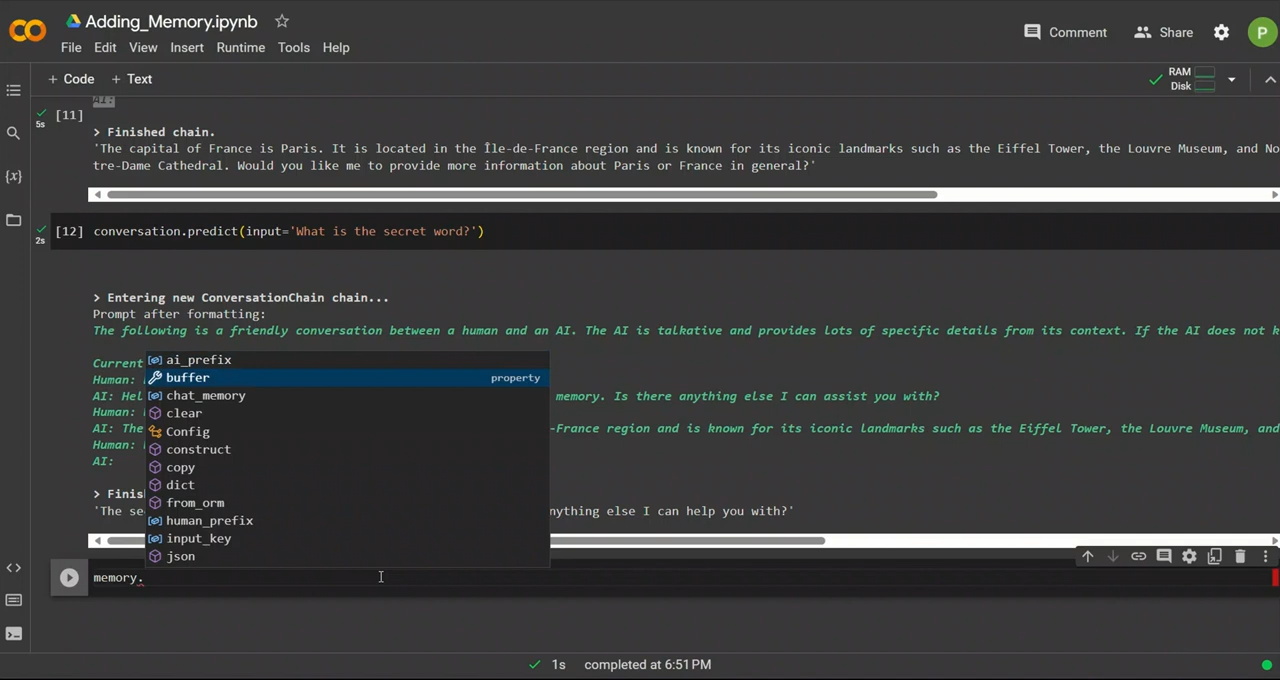 Adding_Memory.ipynb
Comment
Share
P
File Edit View Insert Runtime Tools Help
+ Code + Text
RAM
Disk
AI:
[11]
5s
> Finished chain.
'The capital of France is Paris. It is located in the Île-de-France region and is known for its iconic landmarks such as the Eiffel Tower, the Louvre Museum, and No
tre-Dame Cathedral. Would you like me to provide more information about Paris or France in general?'
{x}
[12] conversation.predict(input='What is the secret word?')
2s
> Entering new ConversationChain chain...
Prompt after formatting:
The following is a friendly conversation between a human and an AI. The AI is talkative and provides lots of specific details from its context. If the AI does not k
Current
Human:
AI: Hel memory. Is there anything else I can assist you with?
Human:
AI: The -France region and is known for its iconic landmarks such as the Eiffel Tower, the Louvre Museum, and
Human:
AI:
> Finis
'The se nything else I can help you with?'
ai_prefix
buffer property
chat_memory
clear
Config
construct
copy
dict
from_orm
human_prefix
input_key
json
memory.
1s completed at 6:51 PM